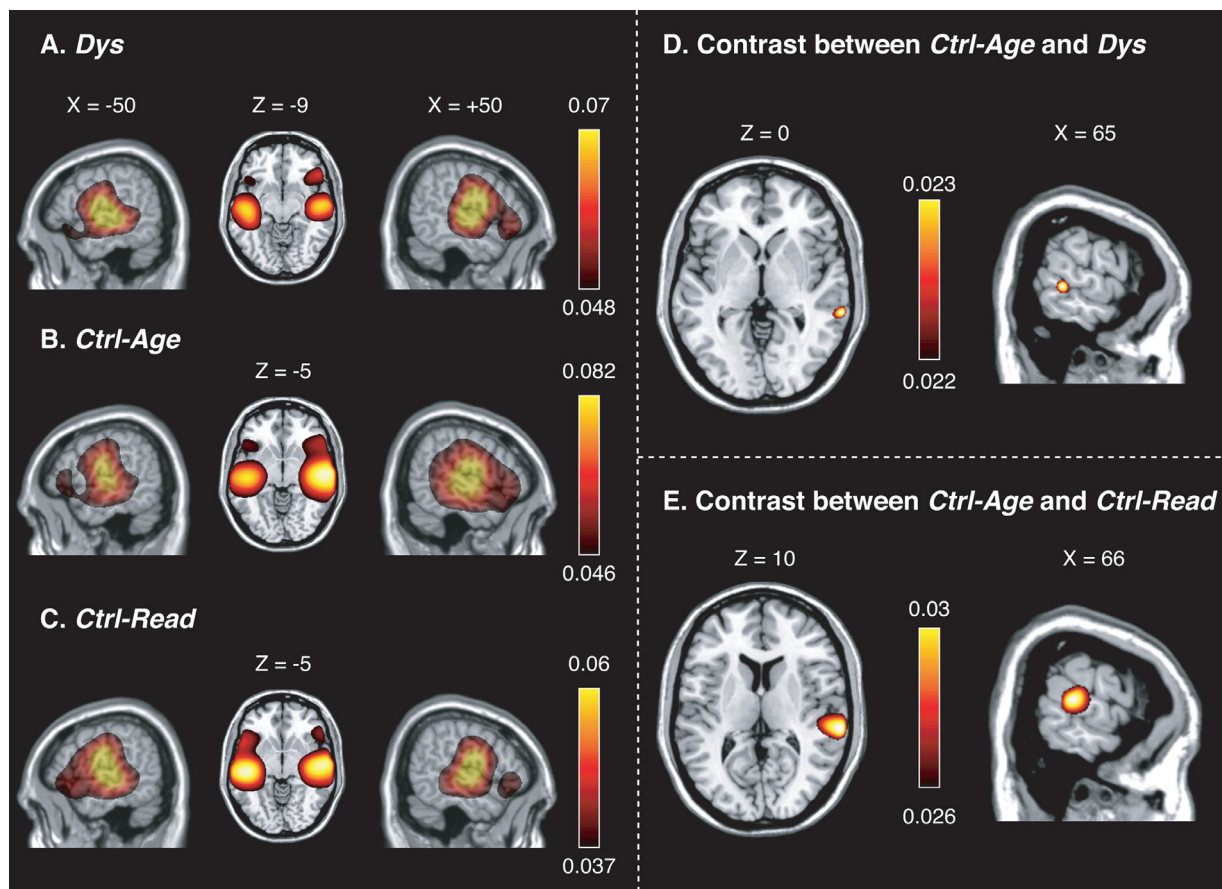 A. Dys
X = -50
Z = -9
X = +50
0.07
0.048
B. Ctrl-Age
Z = -5
0.082
0.046
C. Ctrl-Read
Z = -5
0.06
0.037
D. Contrast between Ctrl-Age and Dys
Z = 0
X = 65
0.023
0.022
E. Contrast between Ctrl-Age and Ctrl-Read
Z = 10
X = 66
0.03
0.026